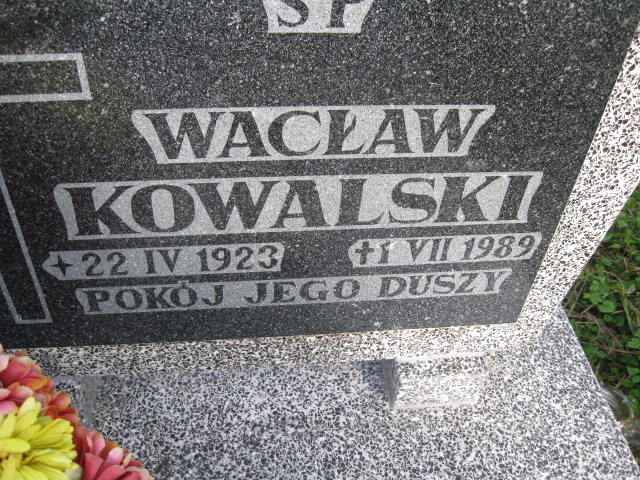 SP
WACŁAW
KOWALSKI
22 IV 1923 †1 VII 1989
POKÓJ JEGO DUSZY